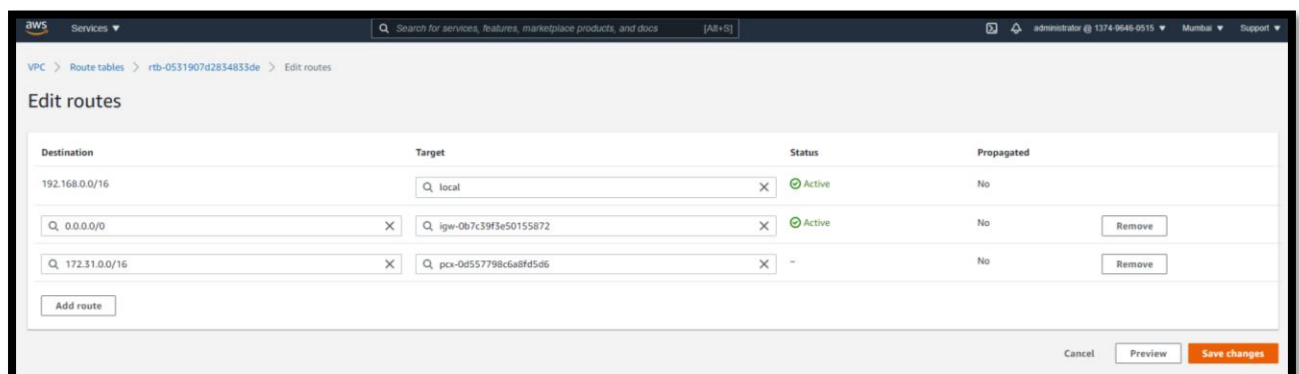 aws Services ▼ Search for services, features, marketplace products, and docs [Alt+S] administrator @ 1374-9646-0515 ▼ Mumbai ▼ Support ▼
VPC > Route tables > rtb-0531907d2834833de > Edit routes
Edit routes
Destination Target Status Propagated
192.168.0.0/16 local Active No
0.0.0.0/0 igw-0b7c39f3e50155872 Active No Remove
172.31.0.0/16 pcx-0d557798c6a8fd5d6 – No Remove
Add route
Cancel Preview Save changes